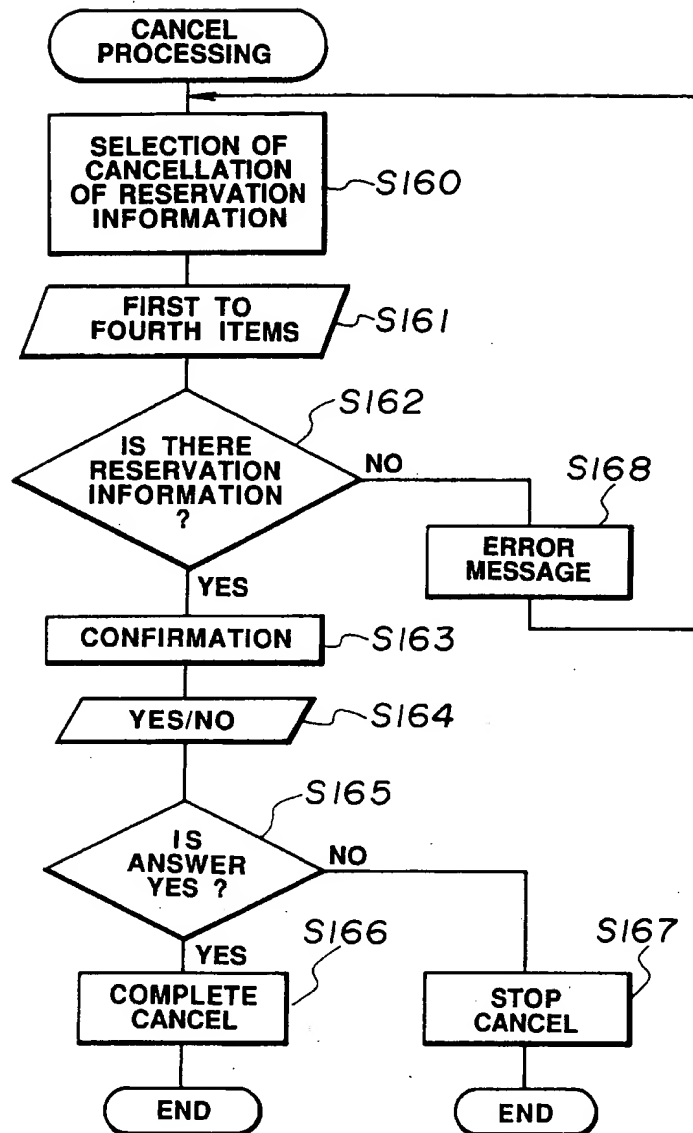 CANCEL
PROCESSING
SELECTION OF
CANCELLATION
OF RESERVATION
INFORMATION
S160
FIRST TO
FOURTH ITEMS
S161
S162
IS THERE
RESERVATION
INFORMATION
?
NO
S168
ERROR
MESSAGE
YES
CONFIRMATION
S163
YES/NO
S164
S165
IS
ANSWER
YES ?
NO
YES
S166
S167
COMPLETE
CANCEL
STOP
CANCEL
END
END